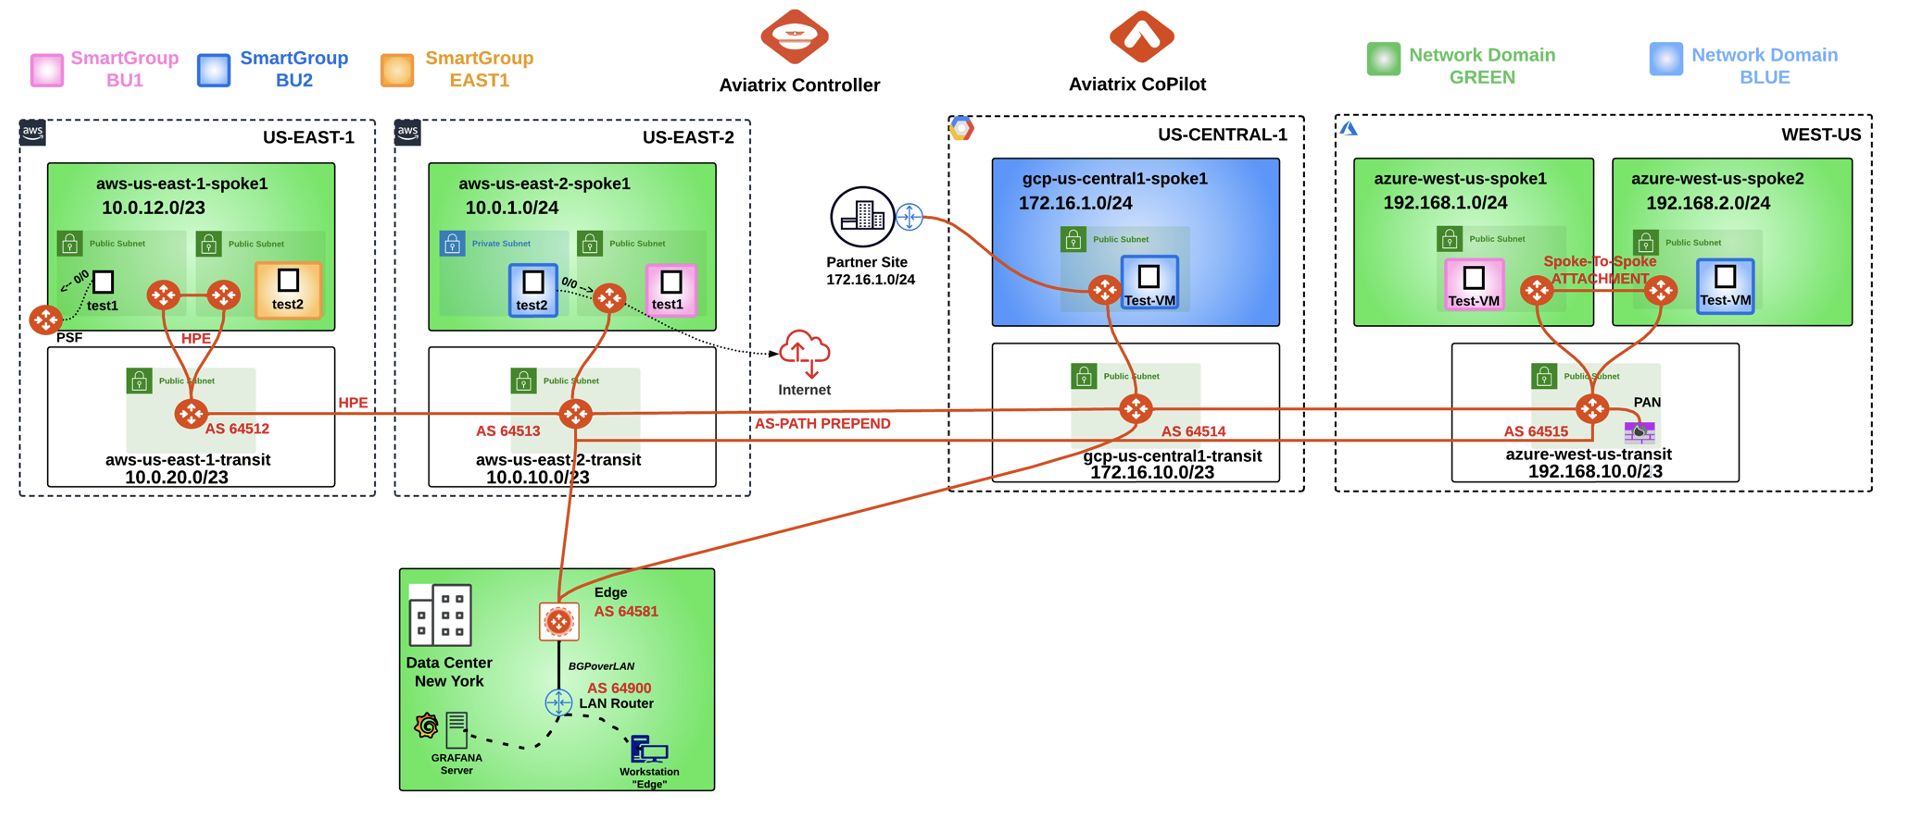 SmartGroup
BU1
SmartGroup
BU2
SmartGroup
EAST1
Aviatrix Controller
Aviatrix CoPilot
Network Domain
GREEN
Network Domain
BLUE
aws
US-EAST-1
aws-us-east-1-spoke1
10.0.12.0/23
Public Subnet
Public Subnet
<-- 0/0
test1
test2
PSF
HPE
Public Subnet
HPE
AS 64512
aws-us-east-1-transit
10.0.20.0/23
aws
US-EAST-2
aws-us-east-2-spoke1
10.0.1.0/24
Private Subnet
Public Subnet
0/0 -->
test2
test1
Internet
Public Subnet
AS 64513
AS-PATH PREPEND
aws-us-east-2-transit
10.0.10.0/23
Partner Site
172.16.1.0/24
US-CENTRAL-1
gcp-us-central1-spoke1
172.16.1.0/24
Public Subnet
Test-VM
Public Subnet
AS 64514
gcp-us-central1-transit
172.16.10.0/23
WEST-US
azure-west-us-spoke1
192.168.1.0/24
azure-west-us-spoke2
192.168.2.0/24
Public Subnet
Public Subnet
Spoke-To-Spoke
ATTACHMENT
Test-VM
Test-VM
Public Subnet
PAN
AS 64515
azure-west-us-transit
192.168.10.0/23
Edge
AS 64581
Data Center
New York
BGPoverLAN
AS 64900
LAN Router
GRAFANA
Server
Workstation
"Edge"